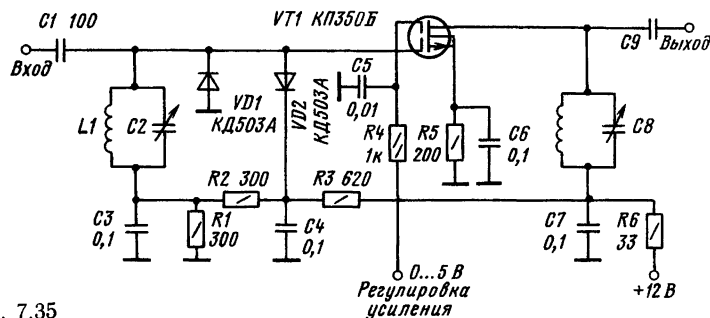 C1 100
VT1 КП350Б
C9
Вход
Выход
C5
0,01
VD1
КД503А
VD2
КД503А
L1
C2
R4
1к
R5
200
C6
0,1
C8
R2 300
R3 620
C3
0,1
R1
300
C4
0,1
C7
0,1
R6
33
0...5 В
Регулировка
усиления
+12 В
. 7.35